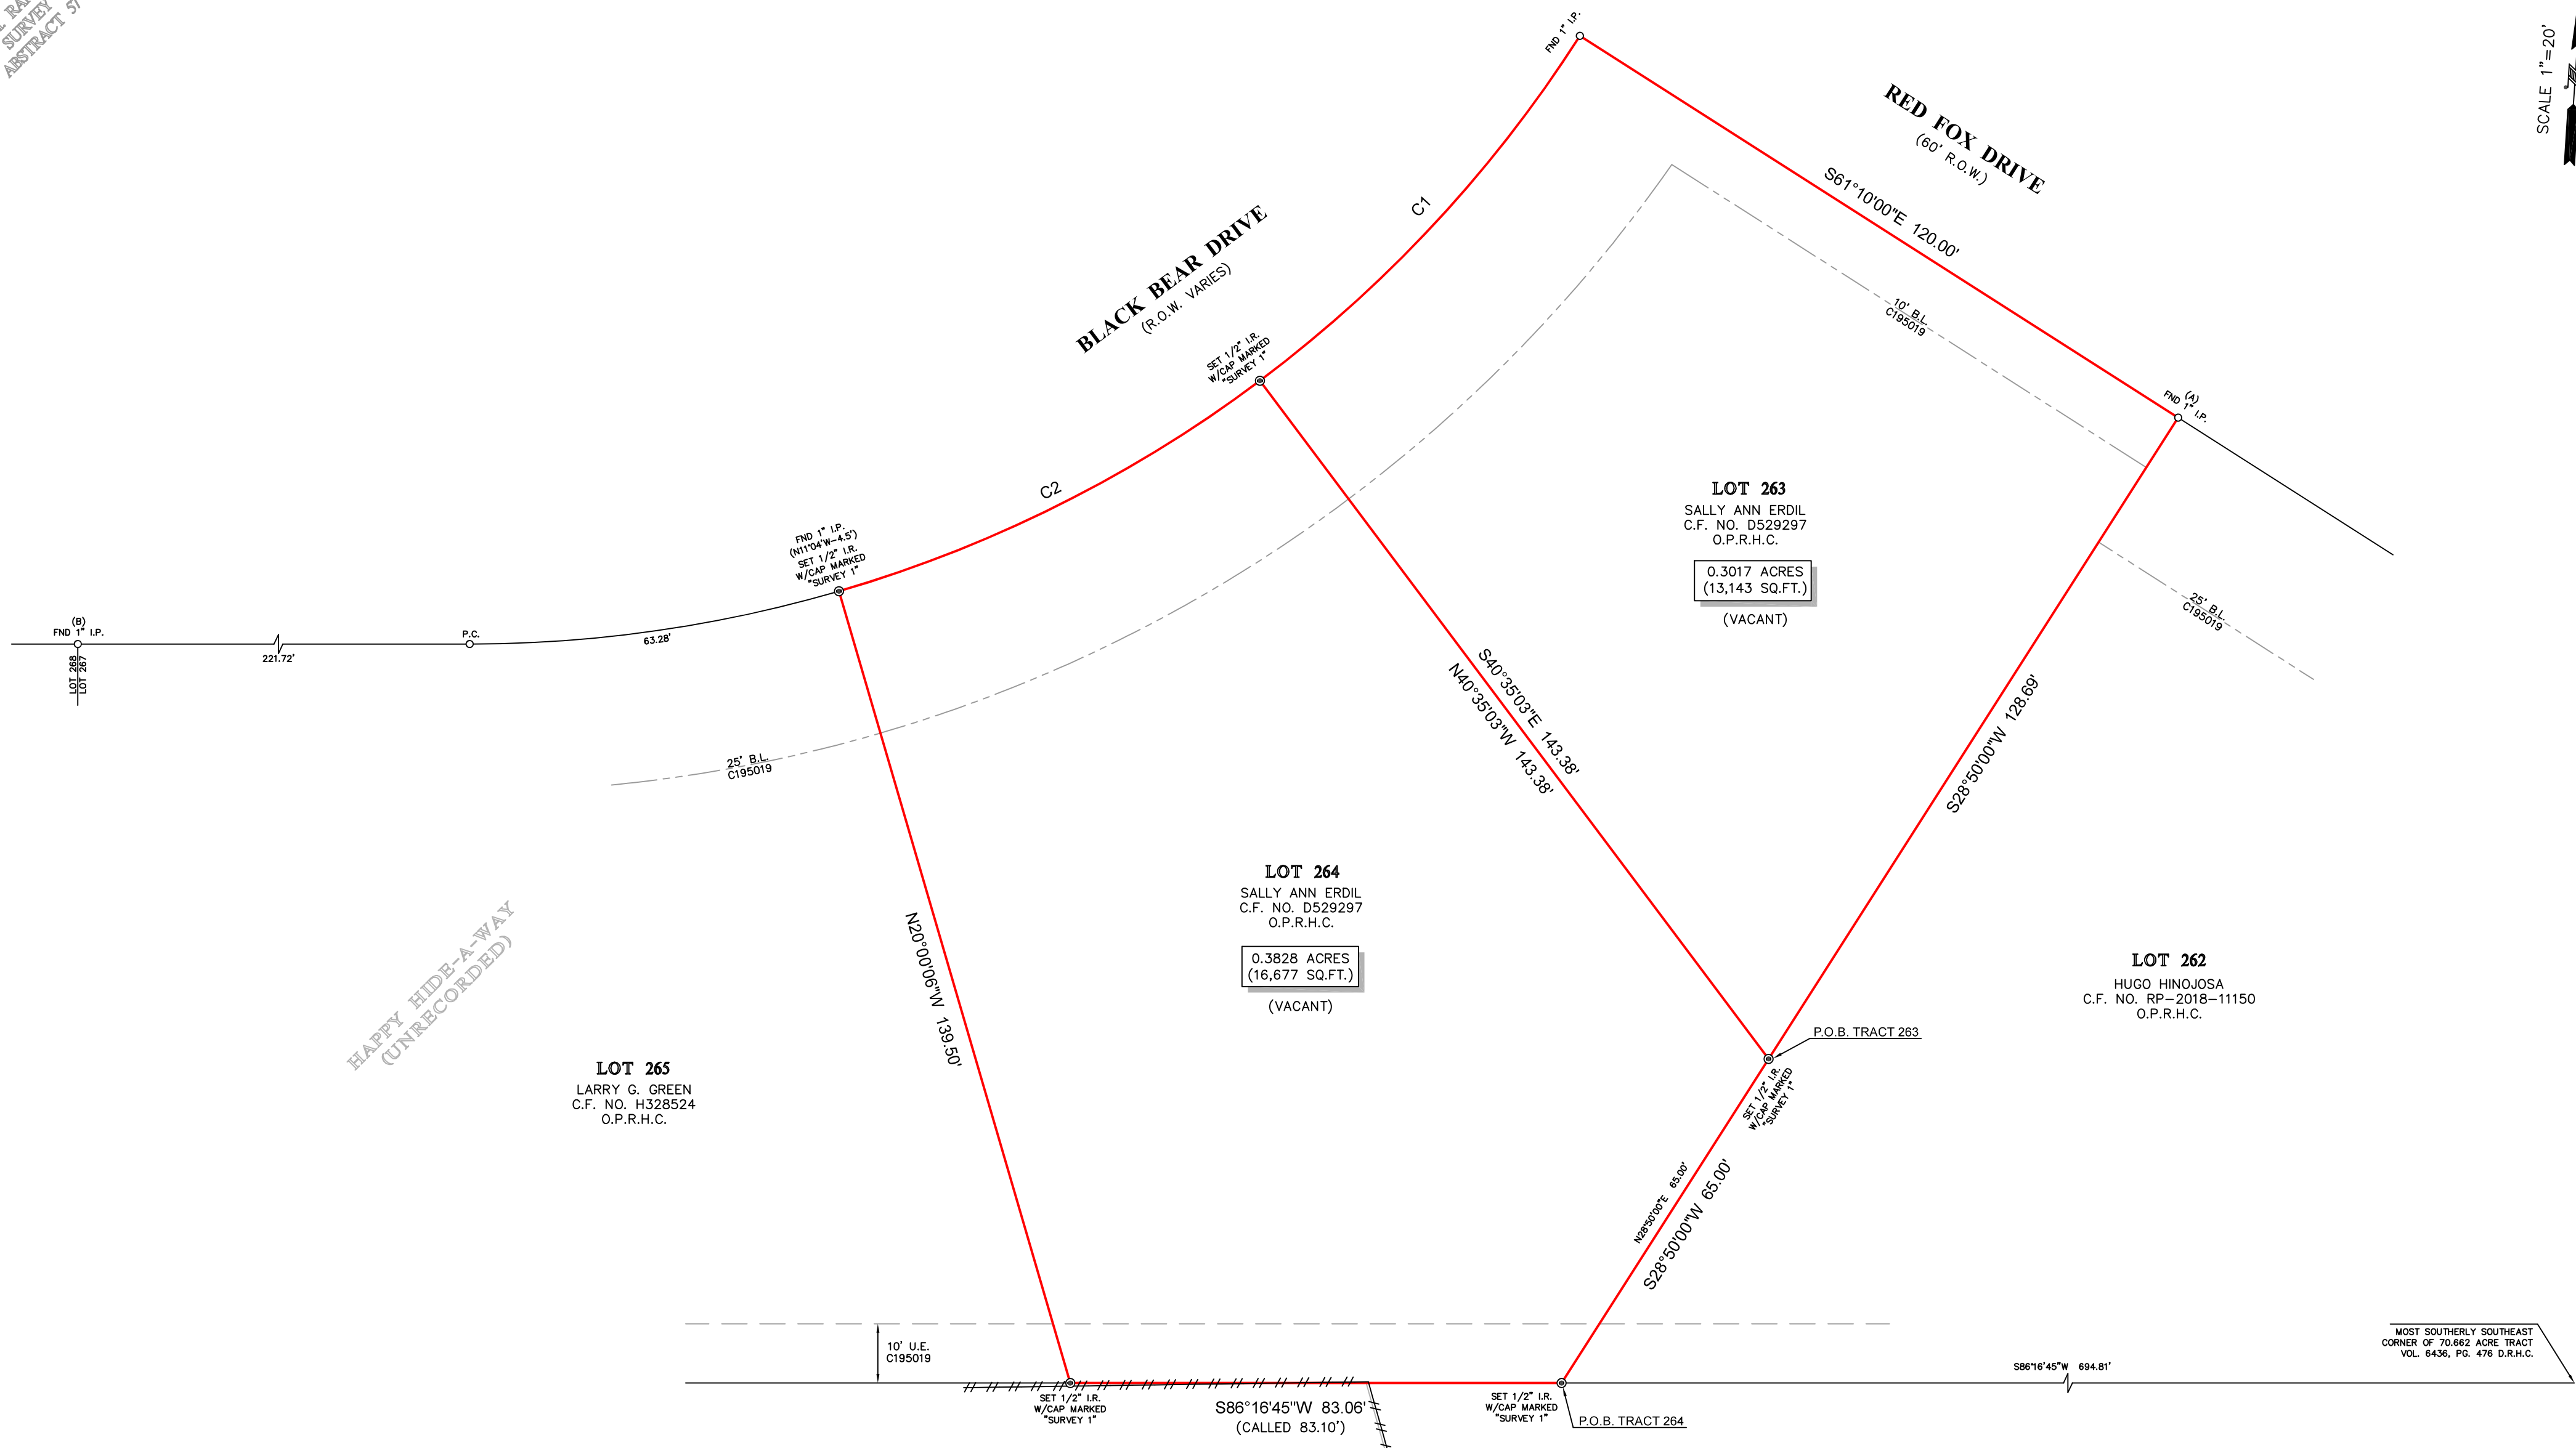 SURVEY
ABSTRACT 57
SCALE 1"=20'
FND 1" I.P.
RED FOX DRIVE
(60' R.O.W.)
S61°10'00"E 120.00'
C1
BLACK BEAR DRIVE
(R.O.W. VARIES)
10' B.L.
C195019
SET 1/2" I.R.
W/CAP MARKED
"SURVEY 1"
(A)
FND 1" I.P.
C2
LOT 263
SALLY ANN ERDIL
C.F. NO. D529297
O.P.R.H.C.
0.3017 ACRES
(13,143 SQ.FT.)
(VACANT)
FND 1" I.P.
(N11°04'W-4.5')
SET 1/2" I.R.
W/CAP MARKED
"SURVEY 1"
25' B.L.
C195019
(B)
FND 1" I.P.
P.C.
63.28'
221.72'
LOT 268
LOT 267
S40°35'03"E 143.38'
N40°35'03"W 143.38'
S28°50'00"W 128.69'
25' B.L.
C195019
LOT 264
SALLY ANN ERDIL
C.F. NO. D529297
O.P.R.H.C.
0.3828 ACRES
(16,677 SQ.FT.)
(VACANT)
N20°00'06"W 139.50'
HAPPY HIDE-A-WAY
(UNRECORDED)
LOT 262
HUGO HINOJOSA
C.F. NO. RP-2018-11150
O.P.R.H.C.
P.O.B. TRACT 263
LOT 265
LARRY G. GREEN
C.F. NO. H328524
O.P.R.H.C.
SET 1/2" I.R.
W/CAP MARKED
"SURVEY 1"
N28°50'00"E 65.00'
S28°50'00"W 65.00'
10' U.E.
C195019
MOST SOUTHERLY SOUTHEAST
CORNER OF 70.662 ACRE TRACT
VOL. 6436, PG. 476 D.R.H.C.
S86°16'45"W 694.81'
SET 1/2" I.R.
W/CAP MARKED
"SURVEY 1"
S86°16'45"W 83.06'
(CALLED 83.10')
SET 1/2" I.R.
W/CAP MARKED
"SURVEY 1"
P.O.B. TRACT 264